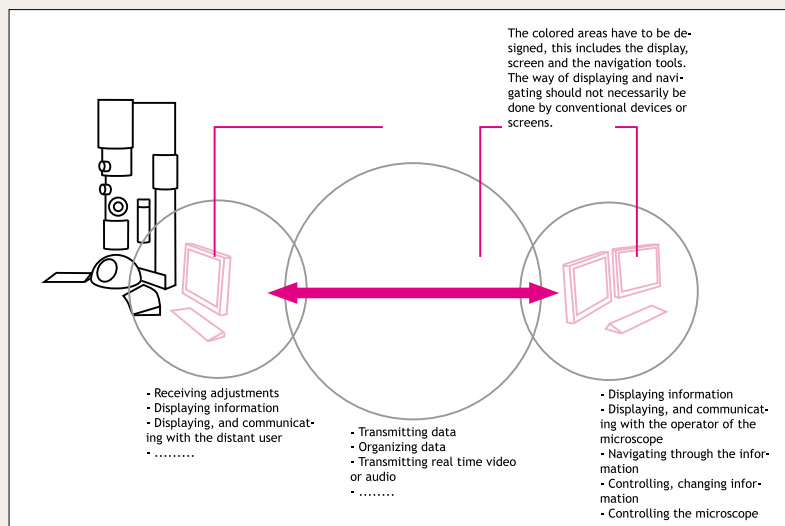 The colored areas have to be de-
signed, this includes the display,
screen and the navigation tools.
The way of displaying and navi-
gating should not necessarily be
done by conventional devices or
screens.
- Receiving adjustments
- Displaying information
- Displaying, and communicat-
ing with the distant user
- .........
- Transmitting data
- Organizing data
- Transmitting real time video
or audio
- ........
- Displaying information
- Displaying, and communicat-
ing with the operator of the
microscope
- Navigating through the infor-
mation
- Controlling, changing infor-
mation
- Controlling the microscope